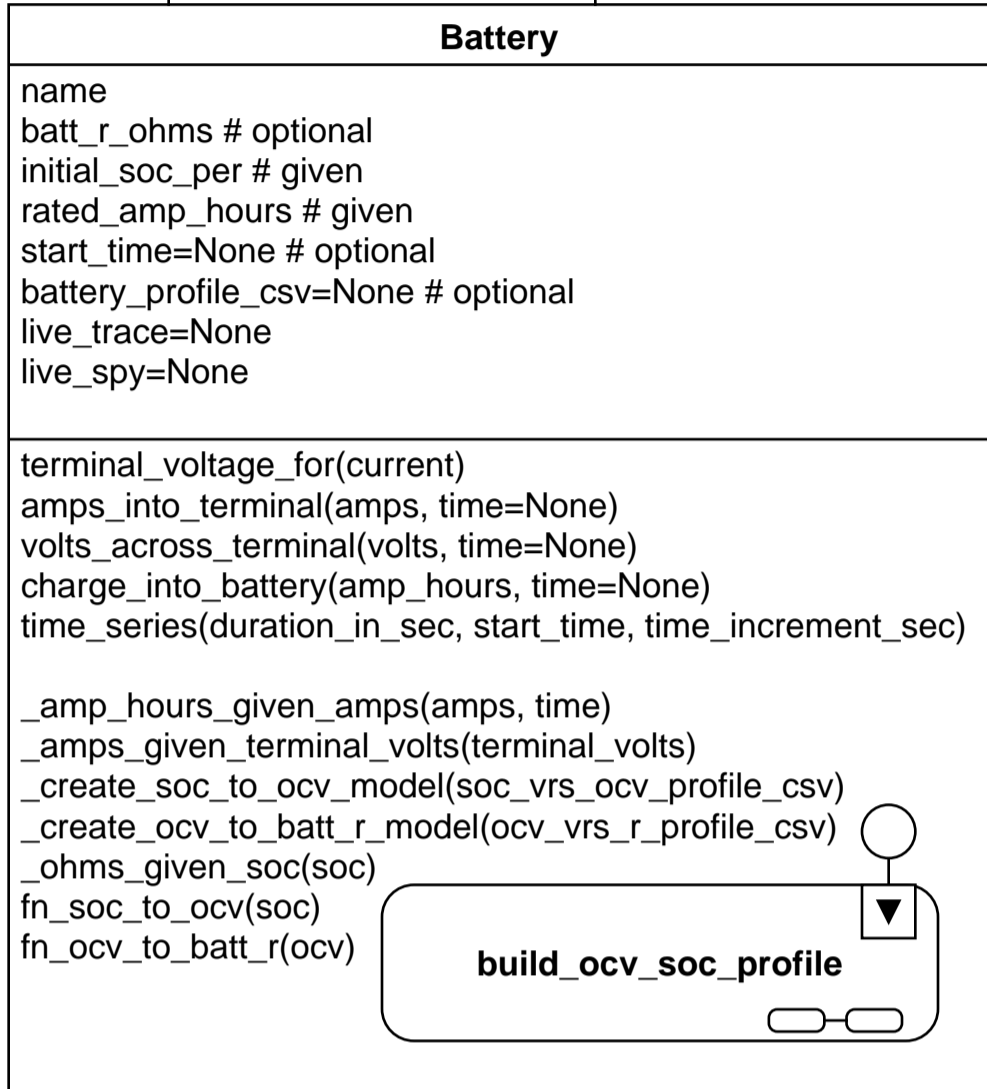 Battery
name
batt_r_ohms # optional
initial_soc_per # given
rated_amp_hours # given
start_time=None # optional
battery_profile_csv=None # optional
live_trace=None
live_spy=None
terminal_voltage_for(current)
amps_into_terminal(amps, time=None)
volts_across_terminal(volts, time=None)
charge_into_battery(amp_hours, time=None)
time_series(duration_in_sec, start_time, time_increment_sec)
_amp_hours_given_amps(amps, time)
_amps_given_terminal_volts(terminal_volts)
_create_soc_to_ocv_model(soc_vrs_ocv_profile_csv)
_create_ocv_to_batt_r_model(ocv_vrs_r_profile_csv)
_ohms_given_soc(soc)
fn_soc_to_ocv(soc)
fn_ocv_to_batt_r(ocv)
build_ocv_soc_profile